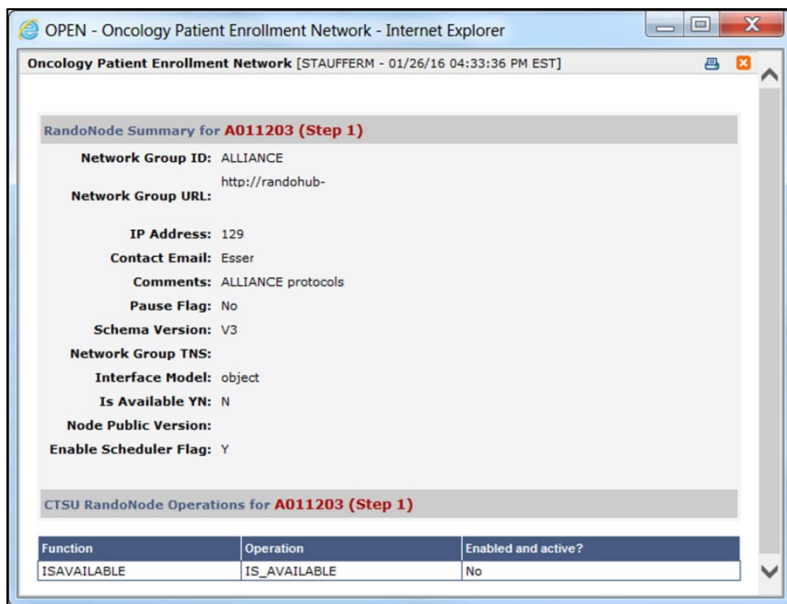 OPEN - Oncology Patient Enrollment Network - Internet Explorer
Oncology Patient Enrollment Network [STAUFFERM - 01/26/16 04:33:36 PM EST]
RandoNode Summary for A011203 (Step 1)
Network Group ID: ALLIANCE
http://randohub-
Network Group URL:
IP Address: 129
Contact Email: Esser
Comments: ALLIANCE protocols
Pause Flag: No
Schema Version: V3
Network Group TNS:
Interface Model: object
Is Available YN: N
Node Public Version:
Enable Scheduler Flag: Y
CTSU RandoNode Operations for A011203 (Step 1)
Function Operation Enabled and active?
ISAVAILABLE IS_AVAILABLE No